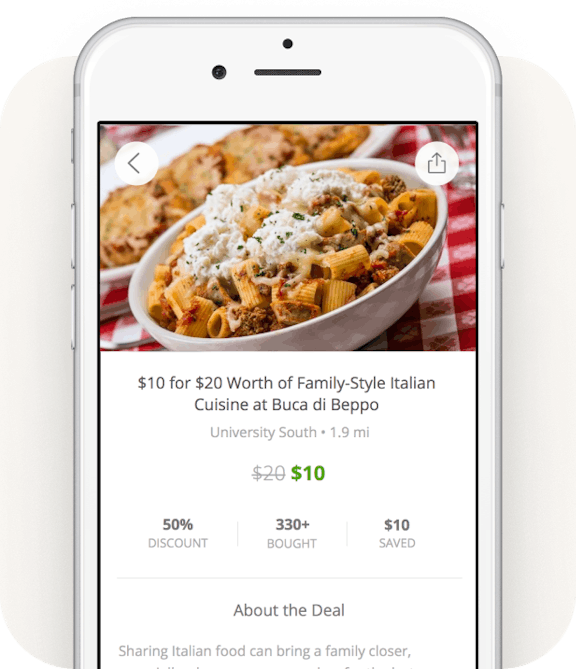 $10 for $20 Worth of Family-Style Italian
Cuisine at Buca di Beppo
University South • 1.9 mi
$20 $10
50%
DISCOUNT
330+
BOUGHT
$10
SAVED
About the Deal
Sharing Italian food can bring a family closer,